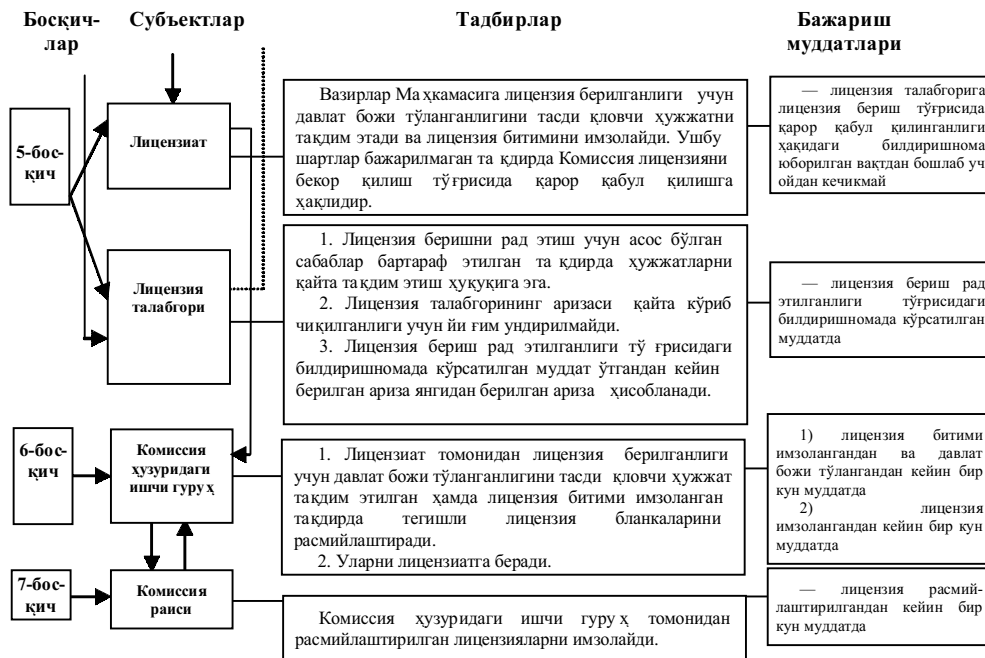 Босқич-
лар
Субъектлар
Тадбирлар
Бажариш
муддатлари
5-бос-
қич
Лицензиат
Вазирлар Маҳкамасига лицензия берилганлиги учун
давлат божи тўланганлигини тасдиқловчи ҳужжатни
тақдим этади ва лицензия битимини имзолайди. Ушбу
шартлар бажарилмаган тақдирда Комиссия лицензияни
бекор қилиш тўғрисида қарор қабул қилишга
ҳақлидир.
— лицензия талабгорига
лицензия бериш тўғрисида
қарор қабул қилинганлиги
ҳақидаги билдиришнома
юборилган вақтдан бошлаб уч
ойдан кечикмай
Лицензия
талабгори
1. Лицензия беришни рад этиш учун асос бўлган
сабаблар бартараф этилган тақдирда ҳужжатларни
қайта тақдим этиш ҳуқуқига эга.
2. Лицензия талабгорининг аризаси қайта кўриб
чиқилганлиги учун йиғим ундирилмайди.
3. Лицензия бериш рад этилганлиги тўғрисидаги
билдиришномада кўрсатилган муддат ўтгандан кейин
берилган ариза янгидан берилган ариза ҳисобланади.
— лицензия бериш рад
этилганлиги тўғрисидаги
билдиришномада кўрсатилган
муддатда
6-бос-
қич
Комиссия
ҳузуридаги
ишчи гуруҳ
1. Лицензиат томонидан лицензия берилганлиги
учун давлат божи тўланганлигини тасдиқловчи ҳужжат
тақдим этилган ҳамда лицензия битими имзоланган
тақдирда тегишли лицензия бланкаларини
расмийлаштиради.
2. Уларни лицензиатга беради.
1) лицензия битими
имзолангандан ва давлат
божи тўлангандан кейин бир
кун муддатда
2) лицензия
имзолангандан кейин бир кун
муддатда
7-бос-
қич
Комиссия
раиси
Комиссия ҳузуридаги ишчи гуруҳ томонидан
расмийлаштирилган лицензияларни имзолайди.
— лицензия расмий-
лаштирилгандан кейин бир
кун муддатда